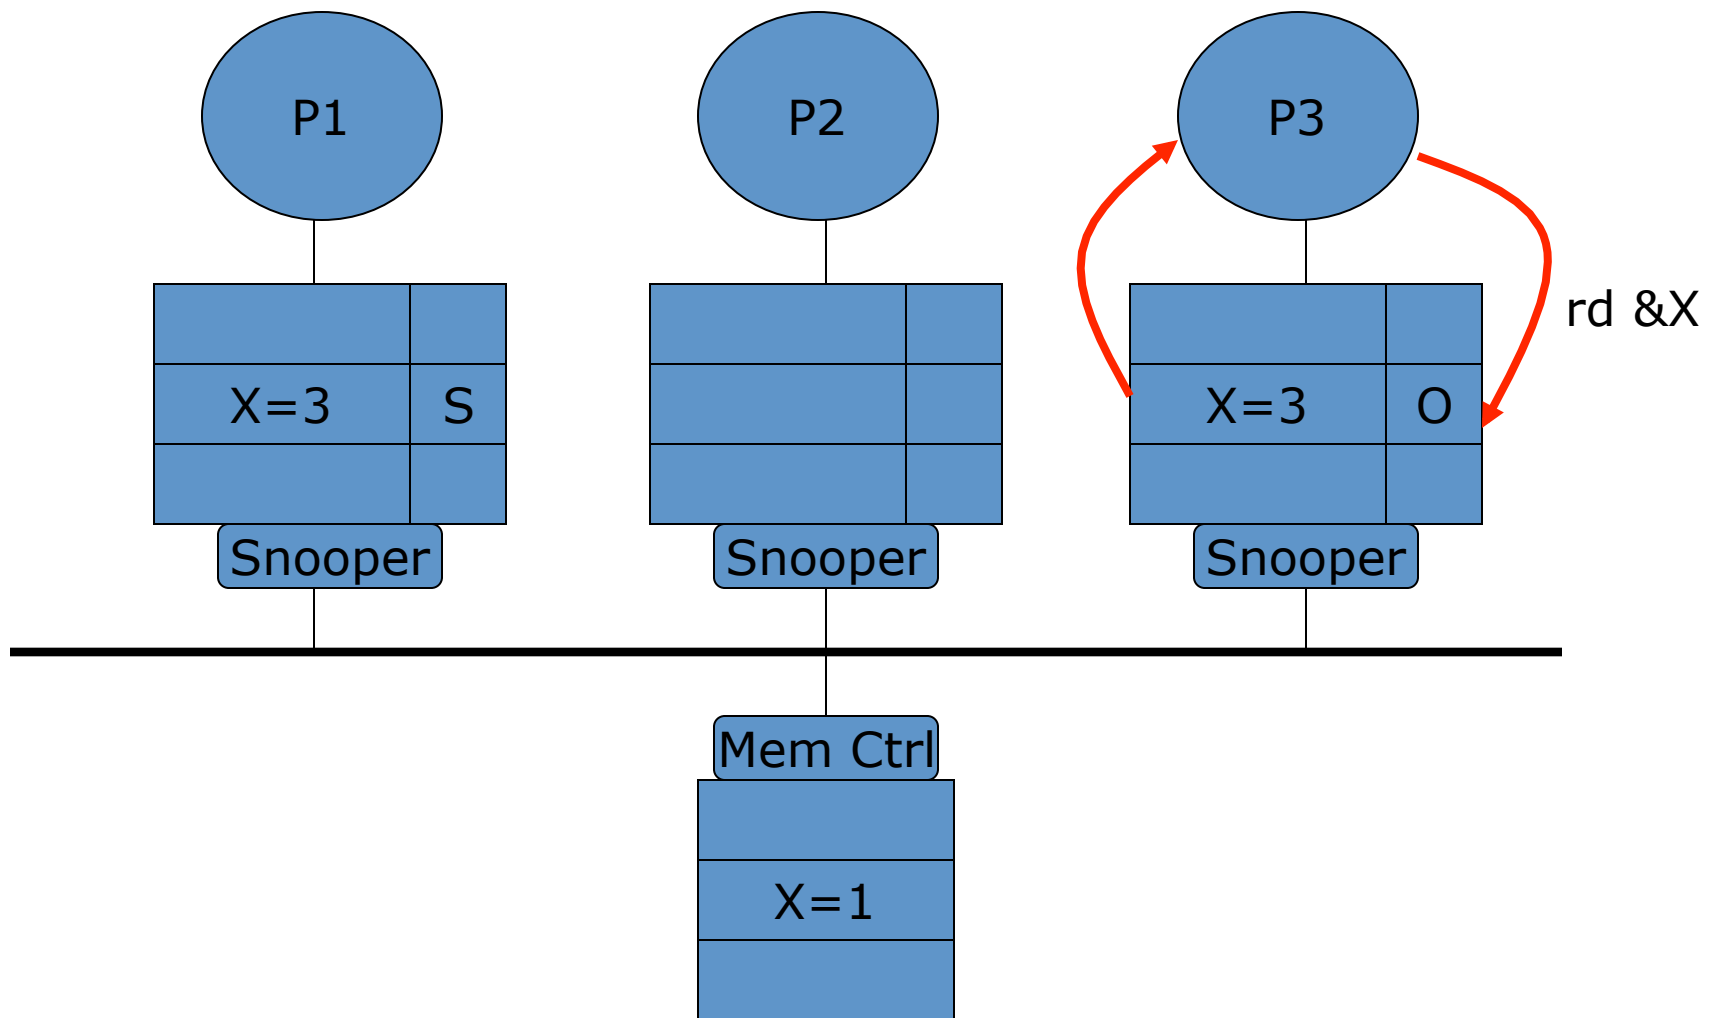 P1
P2
P3
rd &X
X=3
S
X=3
O
Snooper
Snooper
Snooper
Mem Ctrl
X=1